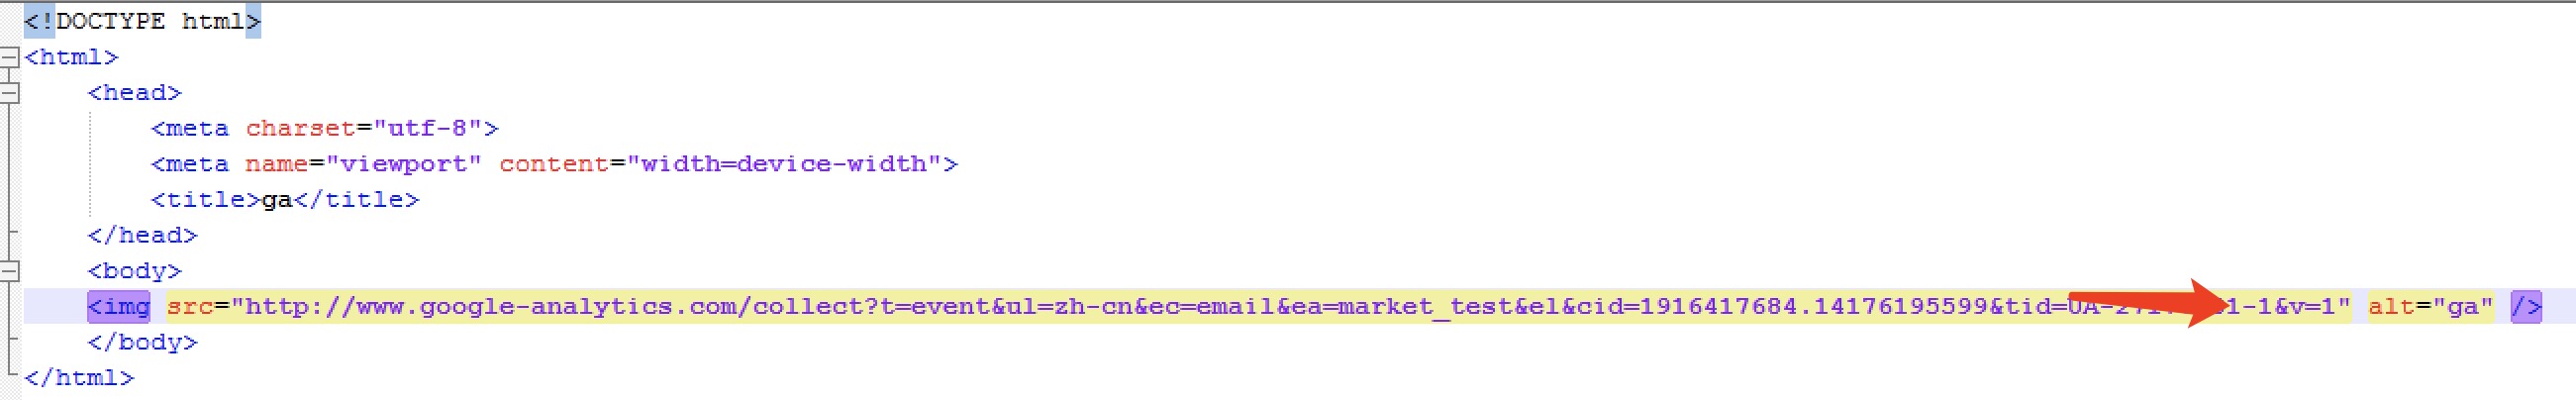 <!DOCTYPE html>
<html>
<head>
<meta charset="utf-8">
<meta name="viewport" content="width=device-width">
<title>ga</title>
</head>
<body>
<img src="http://www.google-analytics.com/collect?t=event&ul=zh-cn&ec=email&ea=market_test&el&cid=1916417684.14176195599&tid=UA-1-1&v=1" alt="ga" />
</body>
</html>